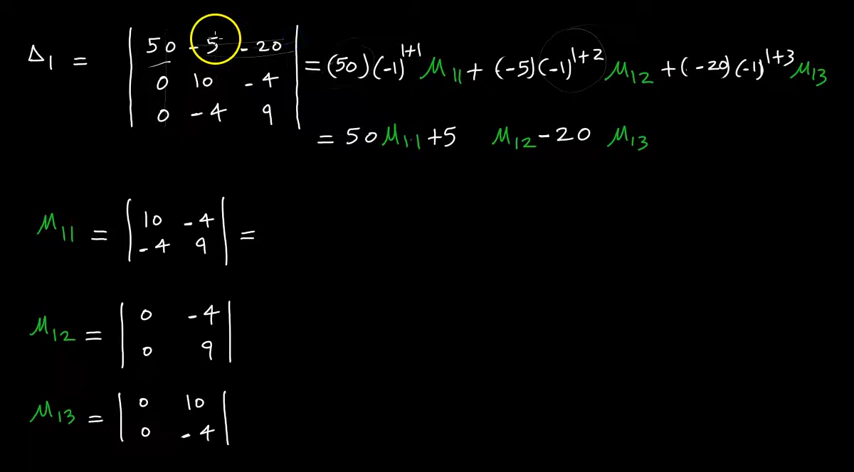 Δ₁ = | 50 -5 -20 | = (50)(-1)¹⁺¹ M₁₁ + (-5)(-1)¹⁺² M₁₂ + (-20)(-1)¹⁺³ M₁₃
| 0 10 -4 |
| 0 -4 9 |
= 50 M₁₁ + 5 M₁₂ - 20 M₁₃
M₁₁ = | 10 -4 | =
| -4 9 |
M₁₂ = | 0 -4 |
| 0 9 |
M₁₃ = | 0 10 |
| 0 -4 |